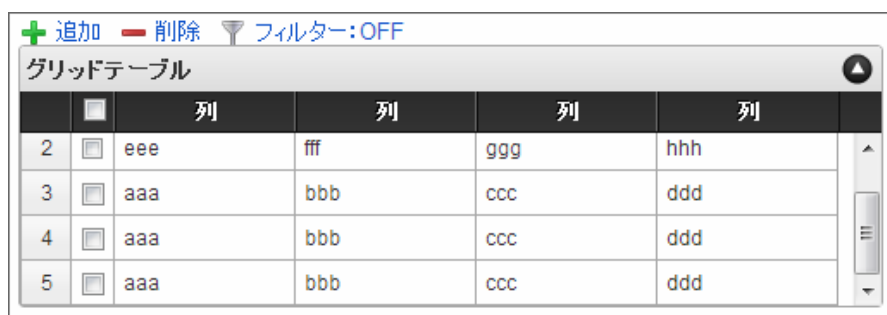 追加 削除 フィルター:OFF
グリッドテーブル
列 列 列 列
2 eee fff ggg hhh
3 aaa bbb ccc ddd
4 aaa bbb ccc ddd
5 aaa bbb ccc ddd